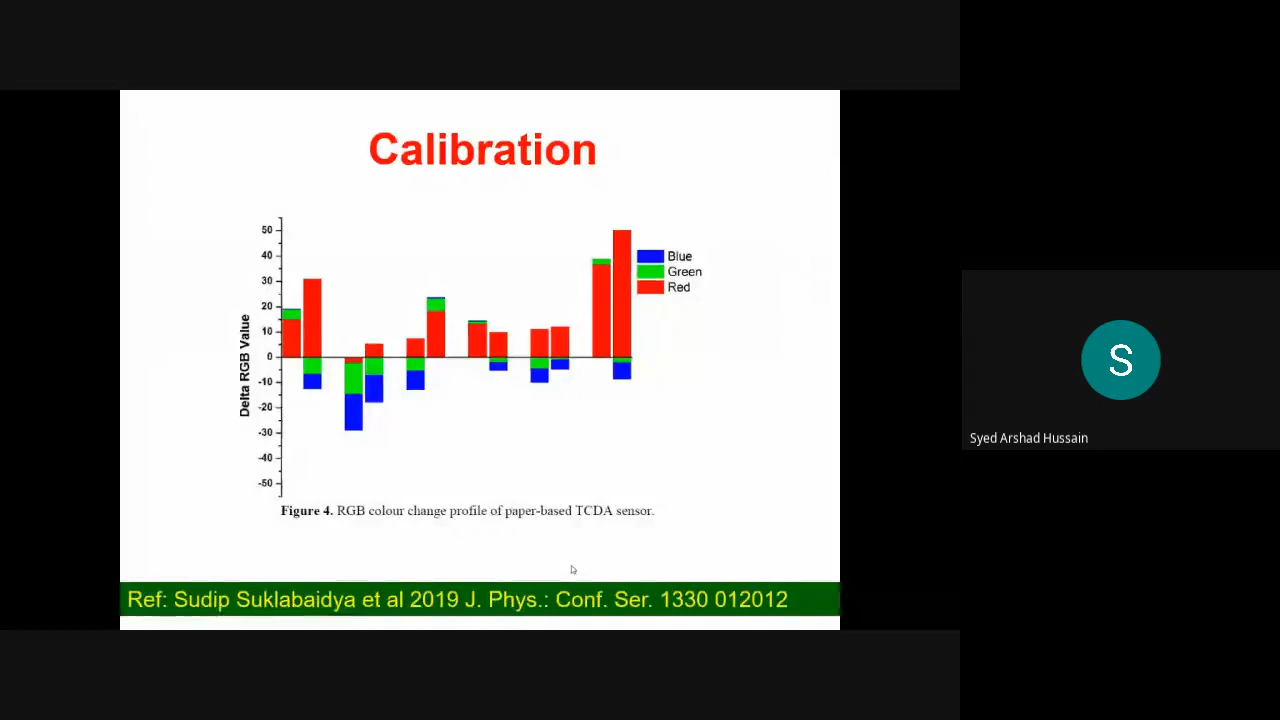 Calibration
50
40
30
20
10
0
-10
-20
-30
-40
-50
Delta RGB Value
Blue
Green
Red
Figure 4. RGB colour change profile of paper-based TCDA sensor.
Ref: Sudip Suklabaidya et al 2019 J. Phys.: Conf. Ser. 1330 012012
S
Syed Arshad Hussain